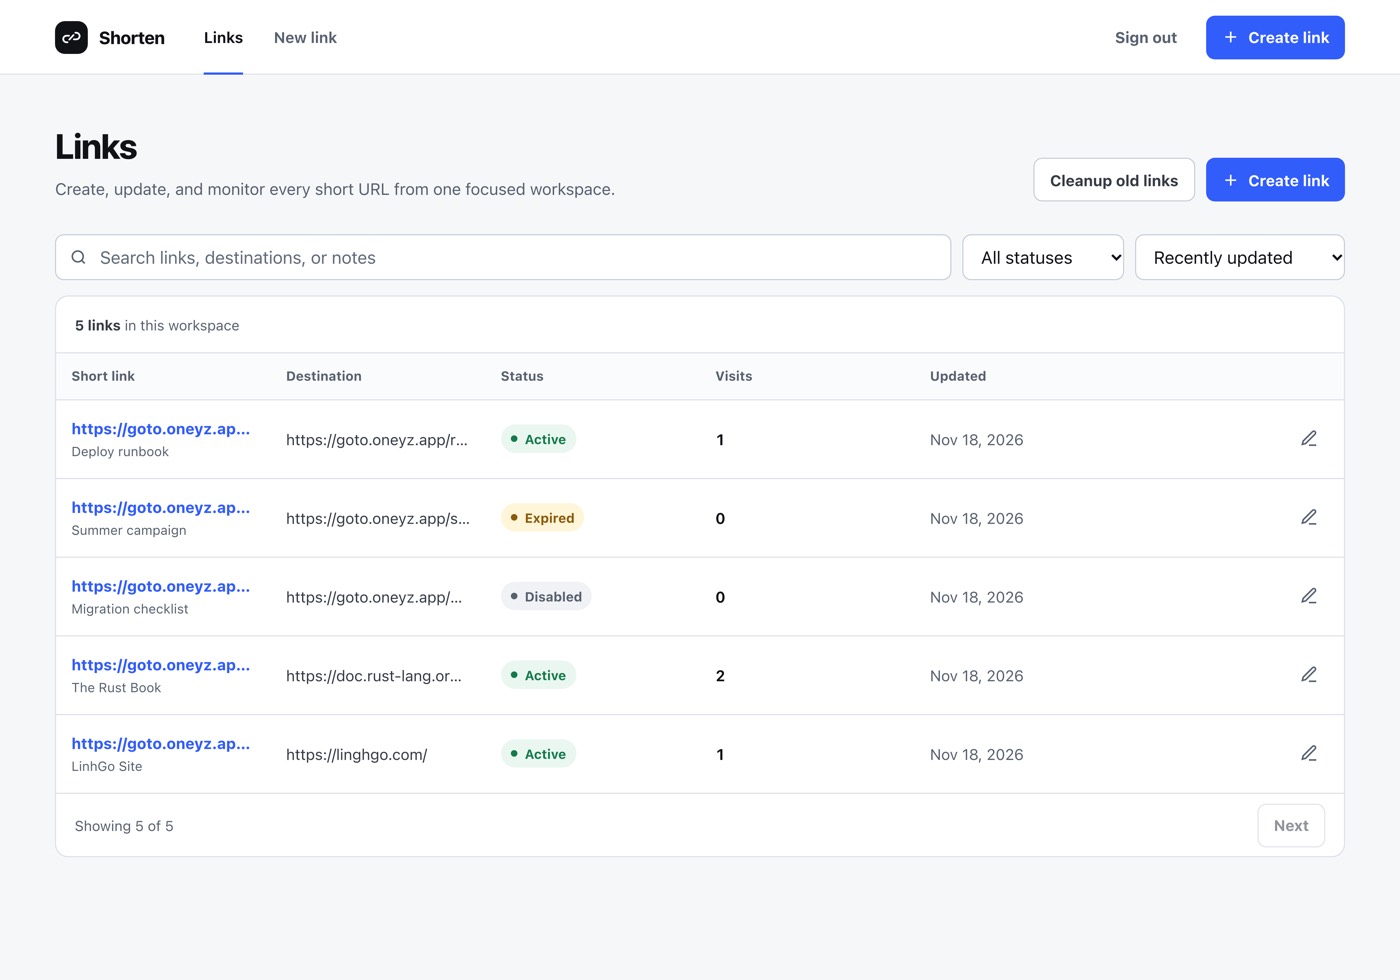 Shorten Links New link Sign out + Create link
Links
Create, update, and monitor every short URL from one focused workspace.
Cleanup old links + Create link
Search links, destinations, or notes All statuses Recently updated
5 links in this workspace
Short link Destination Status Visits Updated
https://goto.oneyz.ap... https://goto.oneyz.app/r... Active 1 Nov 18, 2026
Deploy runbook
https://goto.oneyz.ap... https://goto.oneyz.app/s... Expired 0 Nov 18, 2026
Summer campaign
https://goto.oneyz.ap... https://goto.oneyz.app/... Disabled 0 Nov 18, 2026
Migration checklist
https://goto.oneyz.ap... https://doc.rust-lang.or... Active 2 Nov 18, 2026
The Rust Book
https://goto.oneyz.ap... https://linghgo.com/ Active 1 Nov 18, 2026
LinhGo Site
Showing 5 of 5 Next